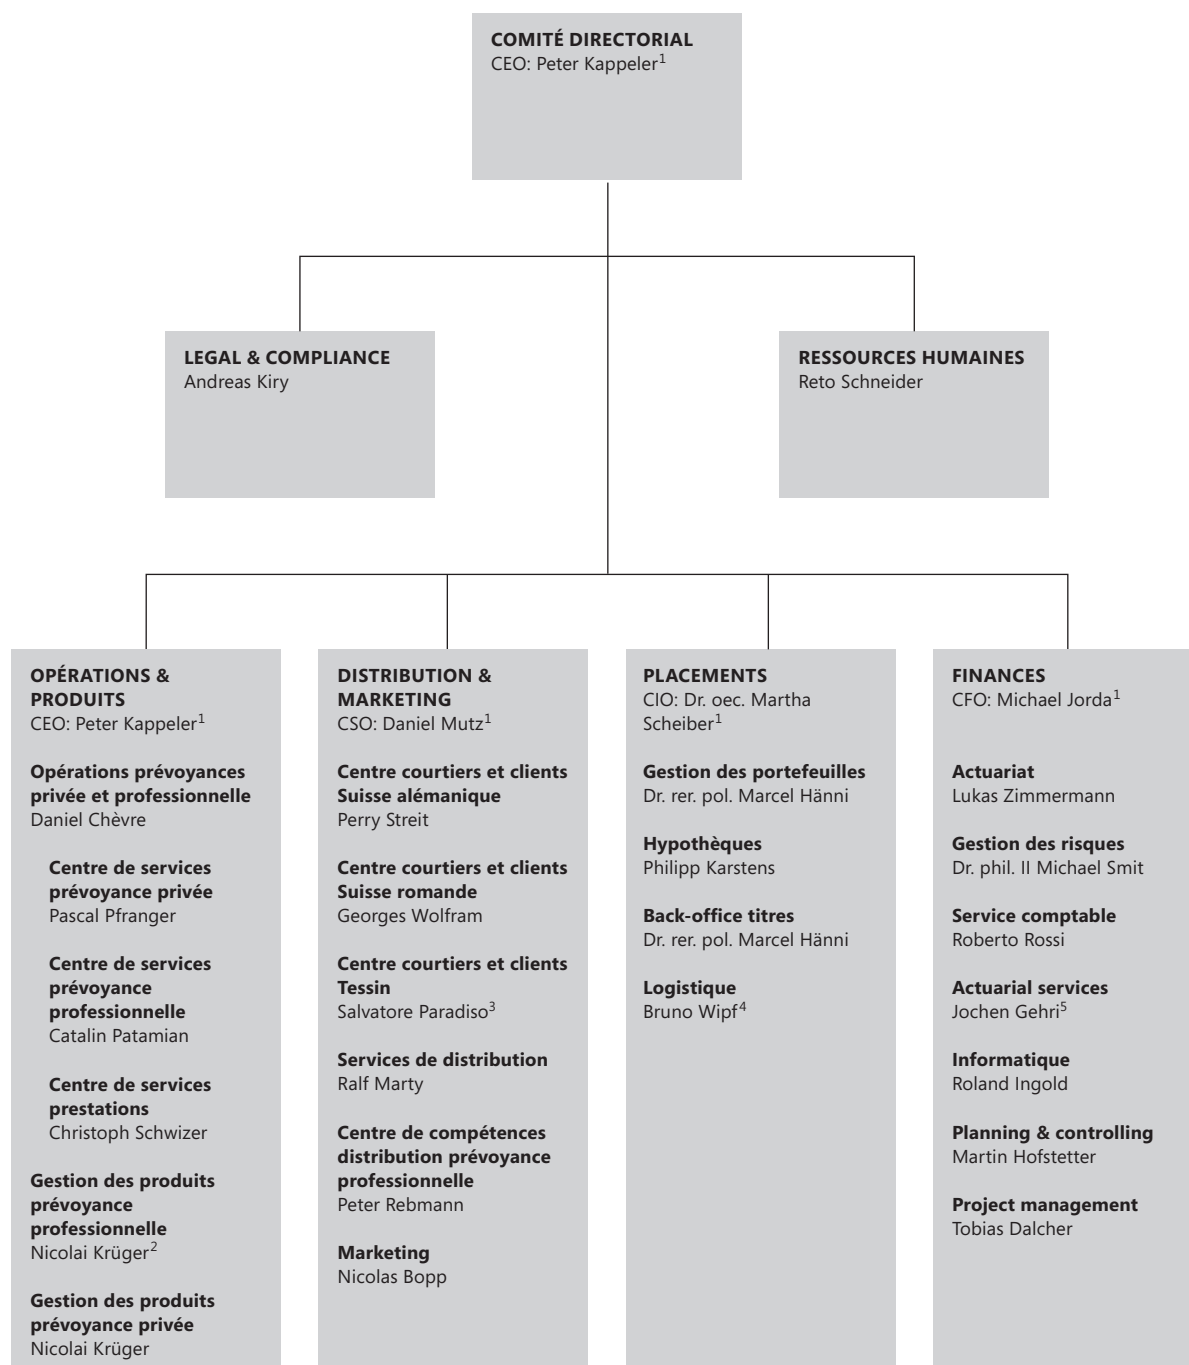 COMITÉ DIRECTORIAL
CEO: Peter Kappeler1
LEGAL & COMPLIANCE
Andreas Kiry
RESSOURCES HUMAINES
Reto Schneider
OPÉRATIONS &
PRODUITS
CEO: Peter Kappeler1
Opérations prévoyances
privée et professionnelle
Daniel Chèvre
Centre de services
prévoyance privée
Pascal Pfranger
Centre de services
prévoyance
professionnelle
Catalin Patamian
Centre de services
prestations
Christoph Schwizer
Gestion des produits
prévoyance
professionnelle
Nicolai Krüger2
Gestion des produits
prévoyance privée
Nicolai Krüger
DISTRIBUTION &
MARKETING
CSO: Daniel Mutz1
Centre courtiers et clients
Suisse alémanique
Perry Streit
Centre courtiers et clients
Suisse romande
Georges Wolfram
Centre courtiers et clients
Tessin
Salvatore Paradiso3
Services de distribution
Ralf Marty
Centre de compétences
distribution prévoyance
professionnelle
Peter Rebmann
Marketing
Nicolas Bopp
PLACEMENTS
CIO: Dr. oec. Martha
Scheiber1
Gestion des portefeuilles
Dr. rer. pol. Marcel Hänni
Hypothèques
Philipp Karstens
Back-office titres
Dr. rer. pol. Marcel Hänni
Logistique
Bruno Wipf4
FINANCES
CFO: Michael Jorda1
Actuariat
Lukas Zimmermann
Gestion des risques
Dr. phil. II Michael Smit
Service comptable
Roberto Rossi
Actuarial services
Jochen Gehri5
Informatique
Roland Ingold
Planning & controlling
Martin Hofstetter
Project management
Tobias Dalcher